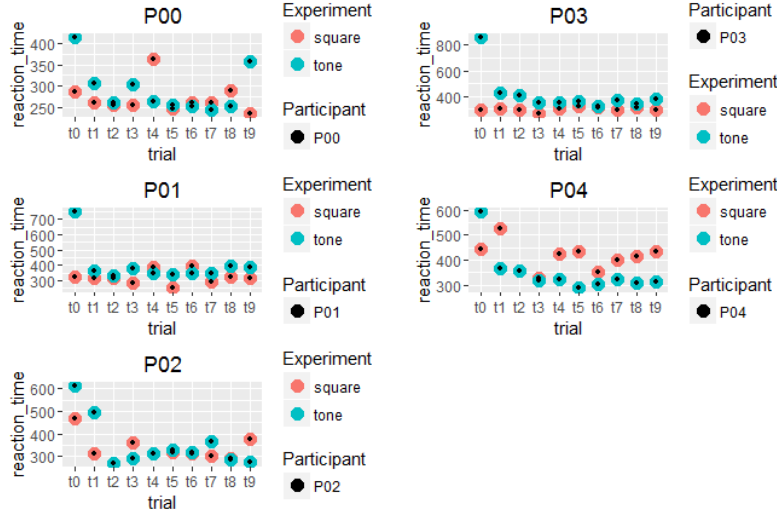 P00
reaction_time
400
350
300
250
t0 t1 t2 t3 t4 t5 t6 t7 t8 t9
trial
Experiment
square
tone
Participant
P00
P03
reaction_time
800
600
400
t0 t1 t2 t3 t4 t5 t6 t7 t8 t9
trial
Participant
P03
Experiment
square
tone
P01
reaction_time
700
600
500
400
300
t0 t1 t2 t3 t4 t5 t6 t7 t8 t9
trial
Experiment
square
tone
Participant
P01
P04
reaction_time
600
500
400
300
t0 t1 t2 t3 t4 t5 t6 t7 t8 t9
trial
Experiment
square
tone
Participant
P04
P02
reaction_time
600
500
400
300
t0 t1 t2 t3 t4 t5 t6 t7 t8 t9
trial
Experiment
square
tone
Participant
P02